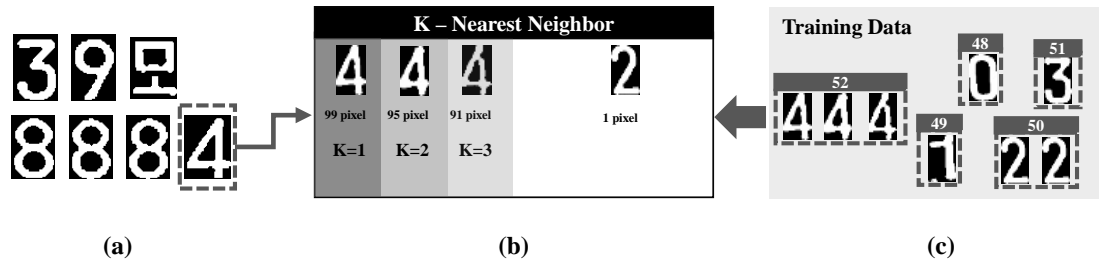 39모
8884
(a)
K – Nearest Neighbor
4 4 4 2
99 pixel 95 pixel 91 pixel 1 pixel
K=1 K=2 K=3
(b)
Training Data
48
0
51
3
52
444
49
1
50
22
(c)